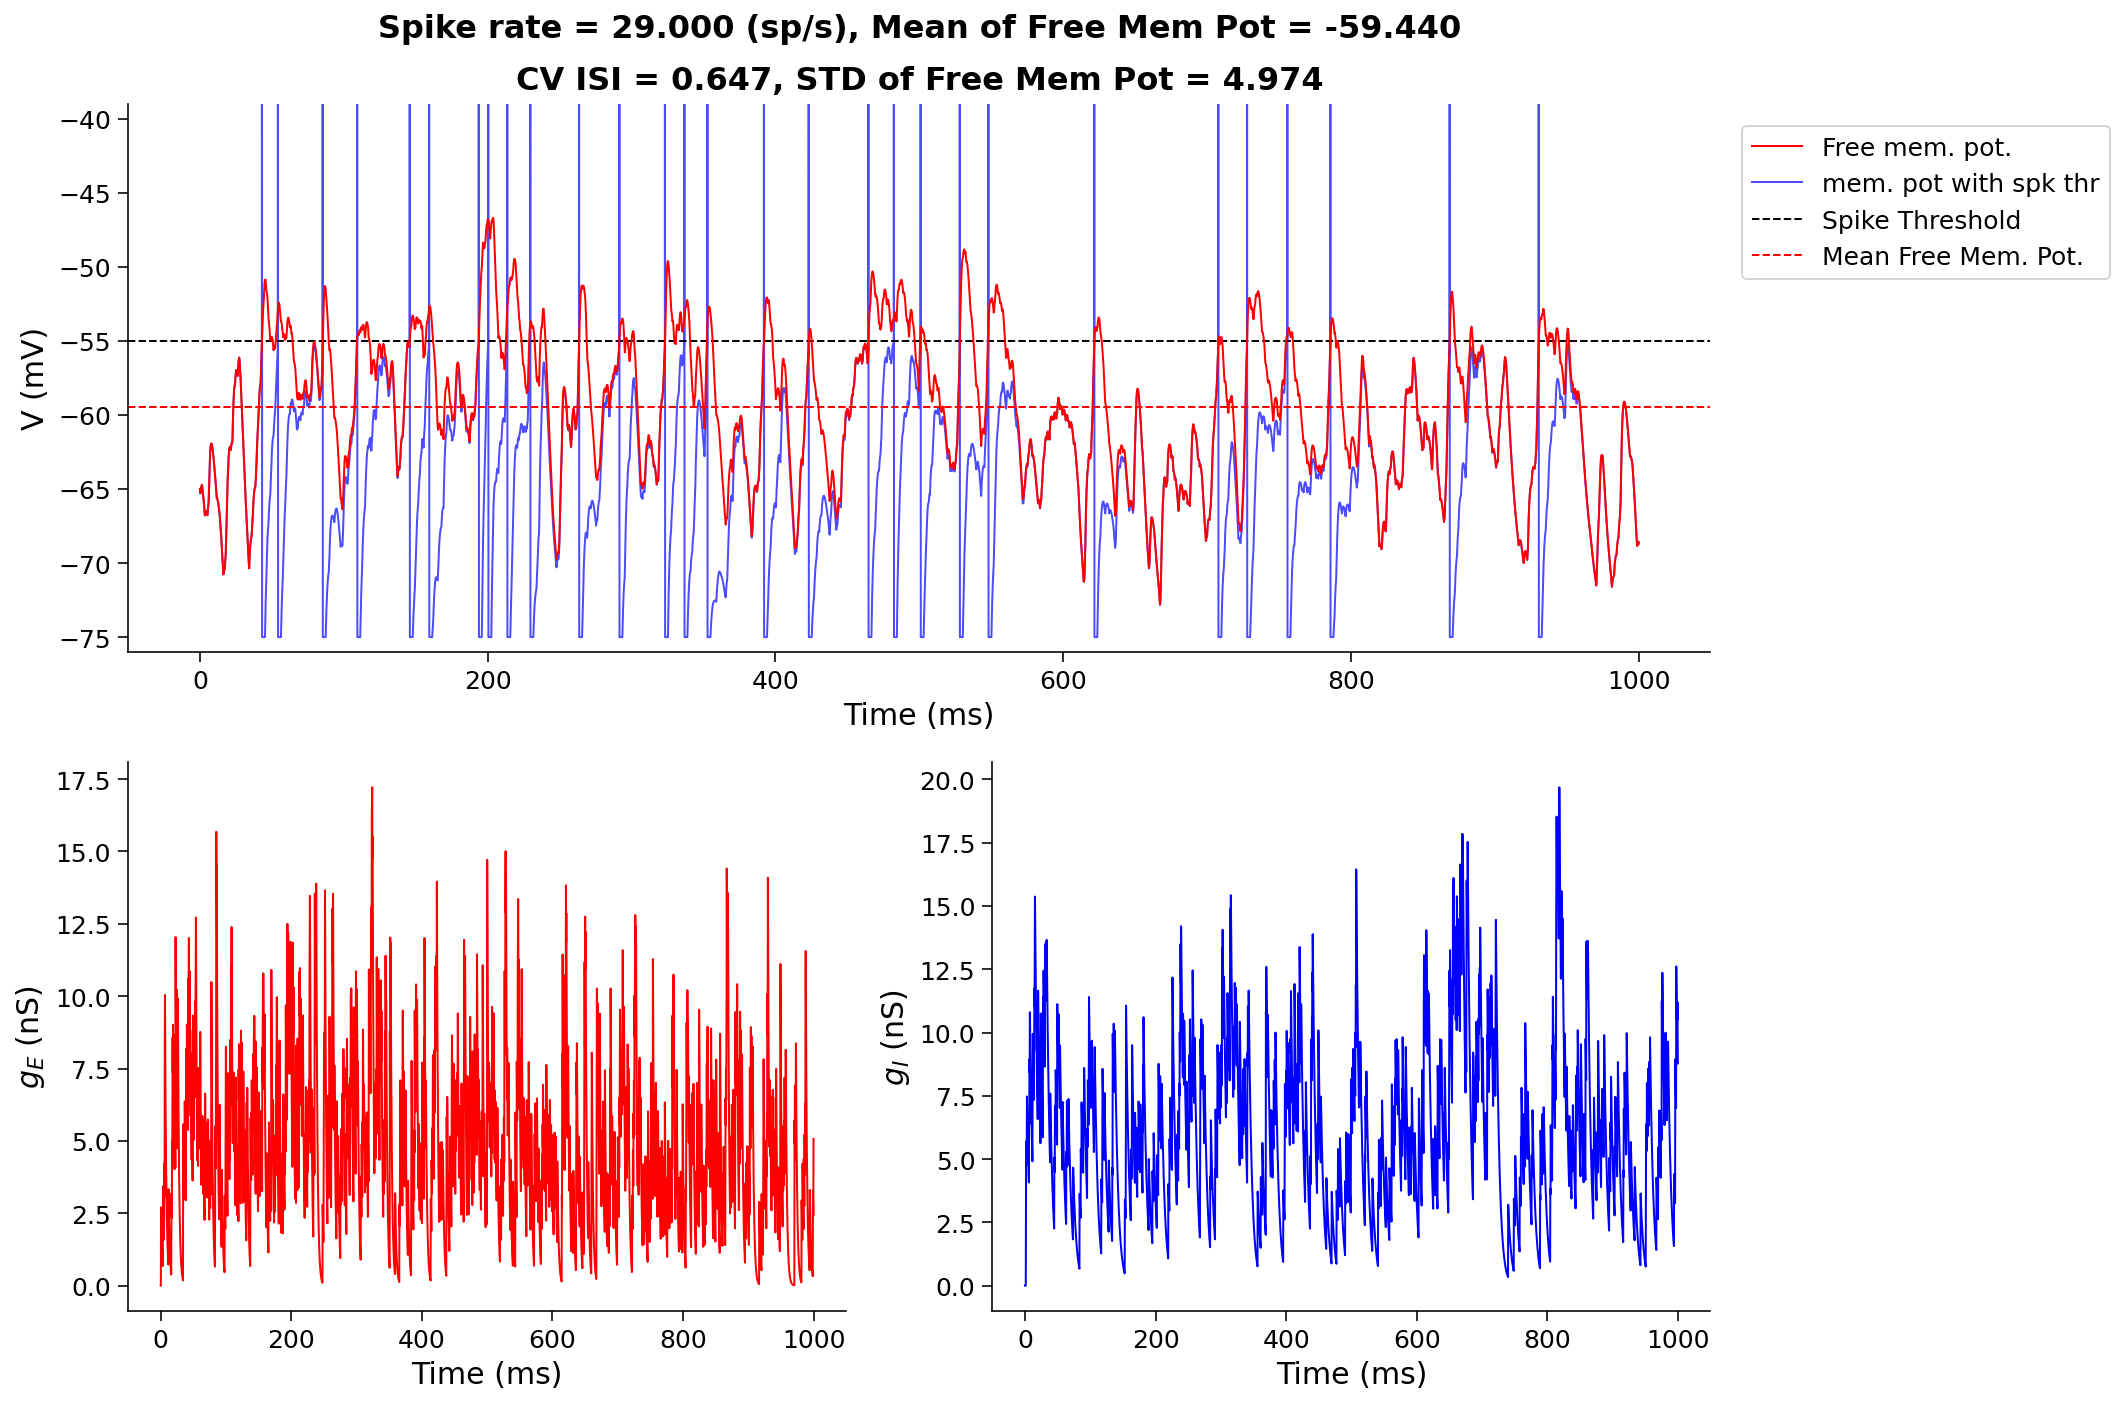 Spike rate = 29.000 (sp/s), Mean of Free Mem Pot = -59.440
CV ISI = 0.647, STD of Free Mem Pot = 4.974
−40
−45
−50
−55
−60
−65
−70
−75
V (mV)
0 200 400 600 800 1000
Time (ms)
Free mem. pot.
mem. pot with spk thr
Spike Threshold
Mean Free Mem. Pot.
17.5
15.0
12.5
10.0
7.5
5.0
2.5
0.0
g_E (nS)
0 200 400 600 800 1000
Time (ms)
20.0
17.5
15.0
12.5
10.0
7.5
5.0
2.5
0.0
g_I (nS)
0 200 400 600 800 1000
Time (ms)